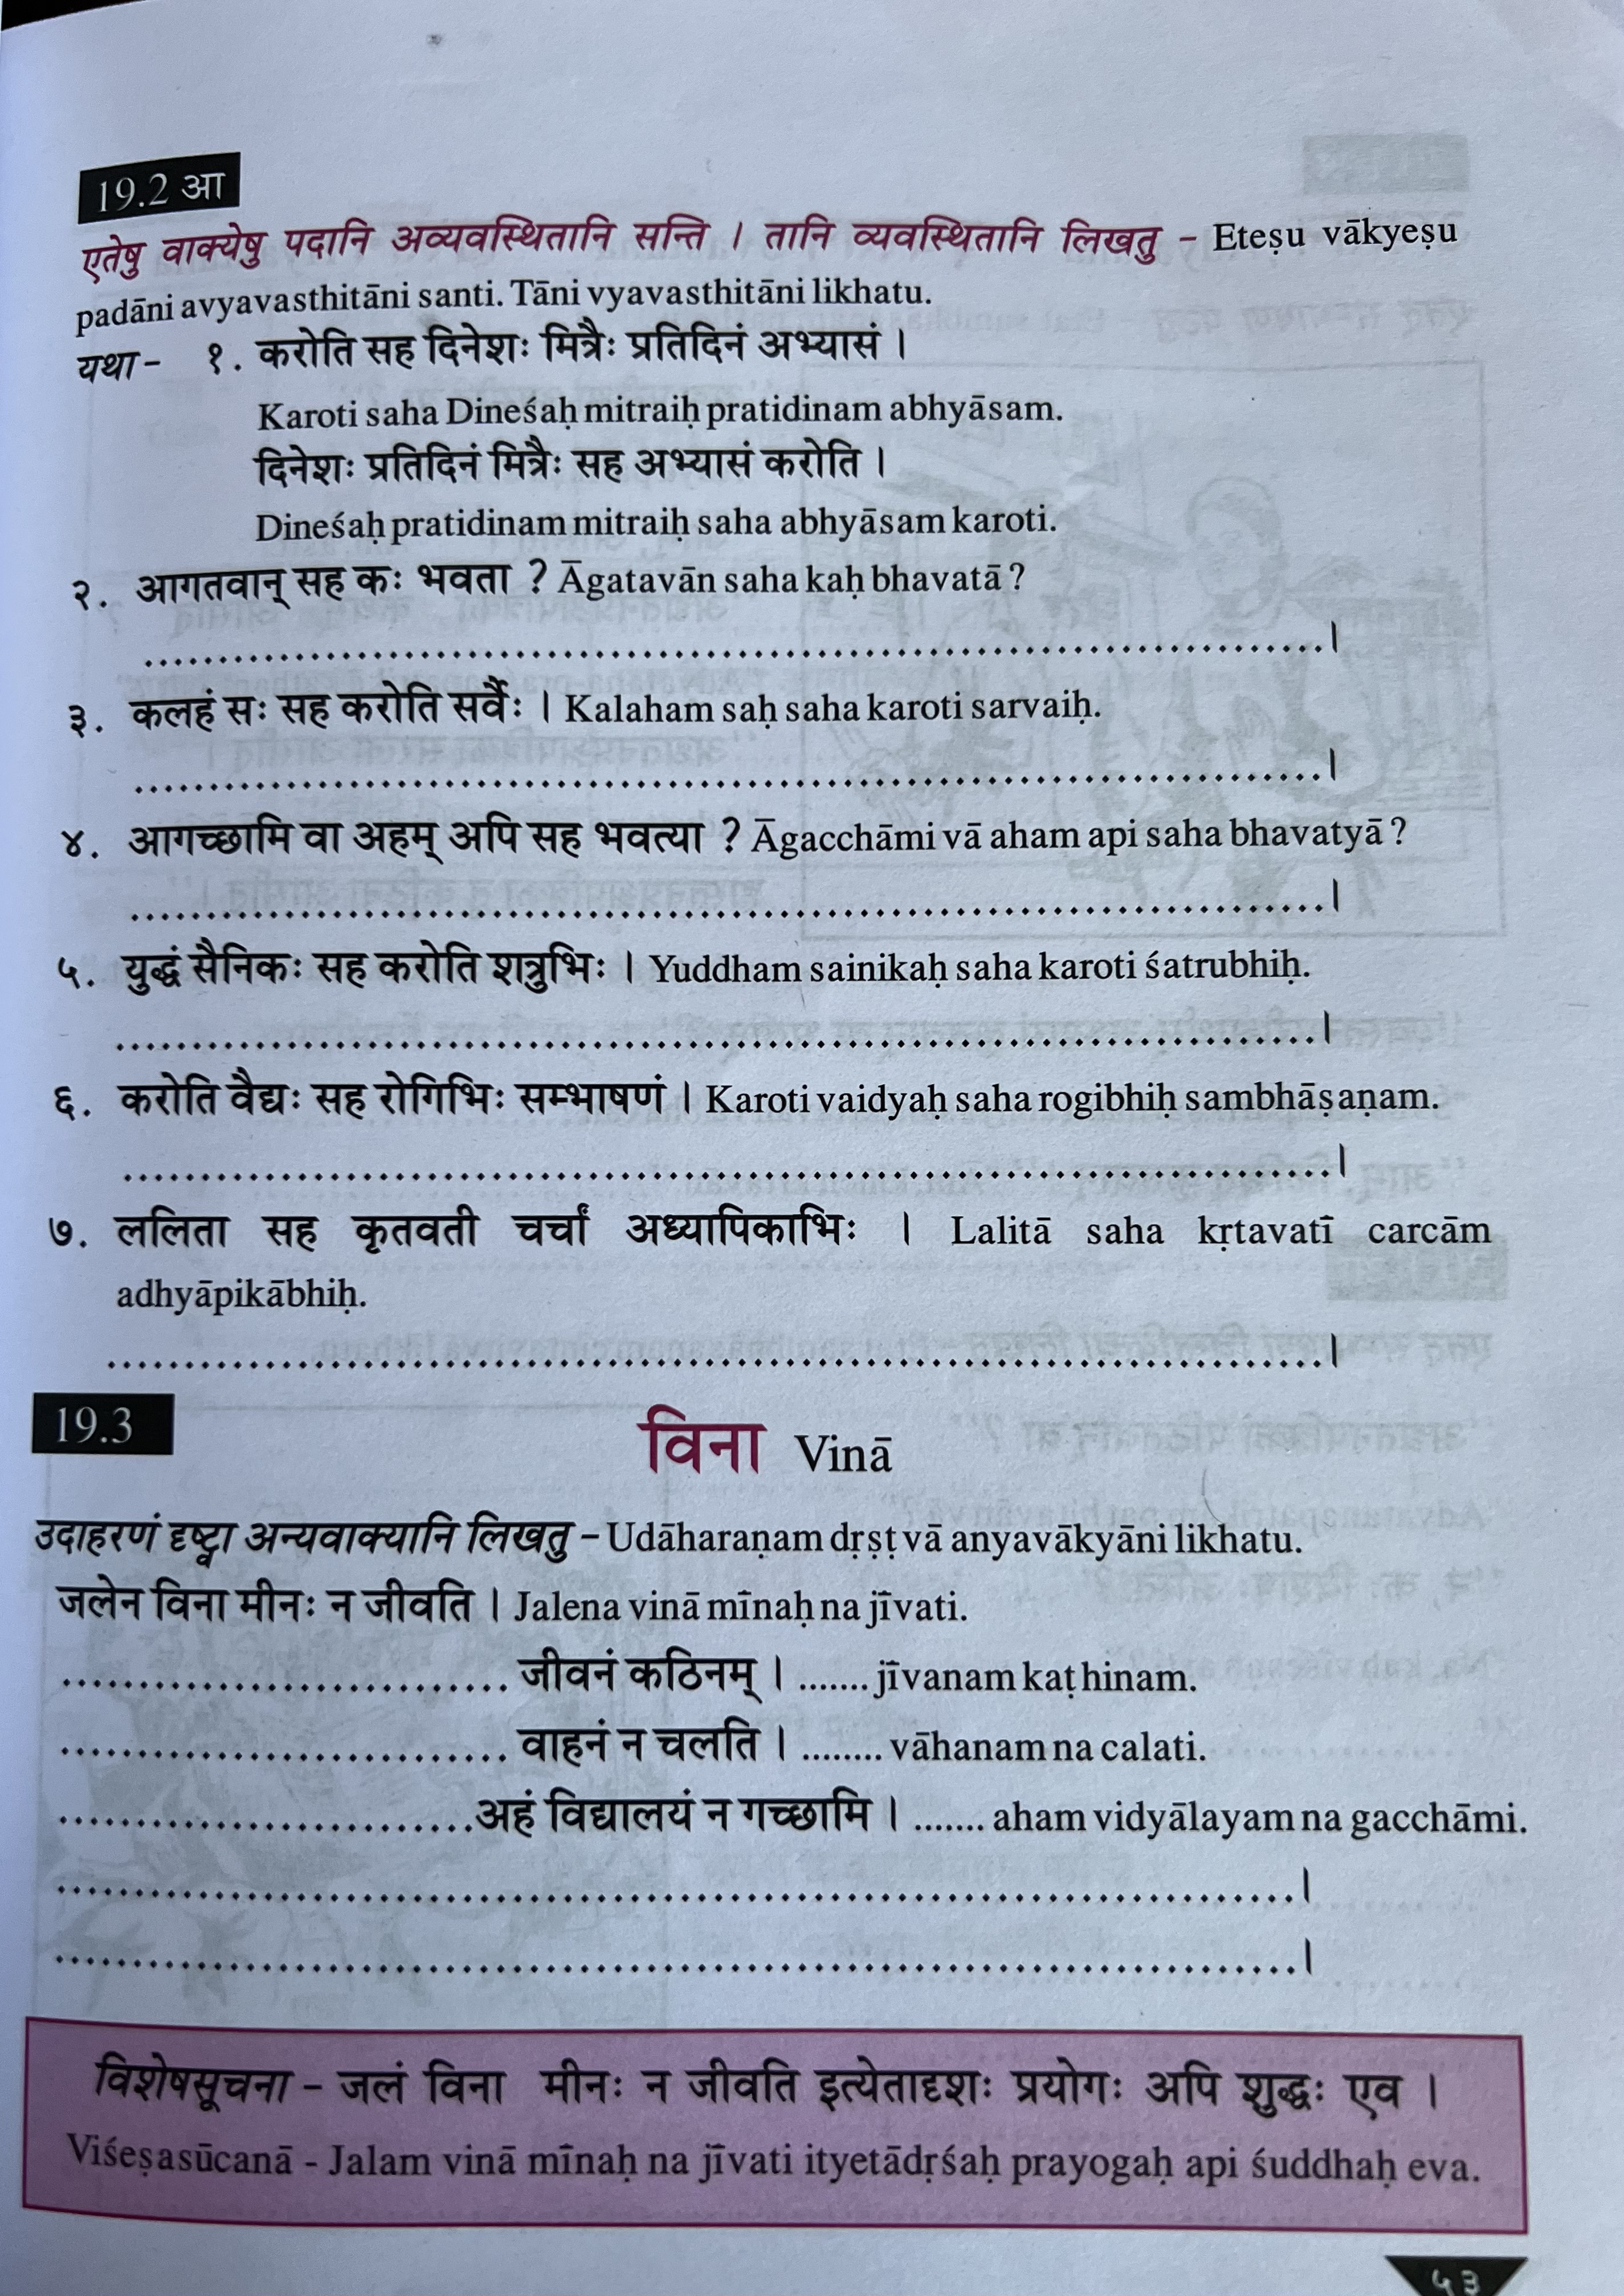 19.2 आ
एतेषु वाक्येषु पदानि अव्यवस्थितानि सन्ति । तानि व्यवस्थितानि लिखतु – Eteṣu vākyeṣu
padāni avyavasthitāni santi. Tāni vyavasthitāni likhatu.
यथा – १. करोति सह दिनेशः मित्रैः प्रतिदिनं अभ्यासं ।
Karoti saha Dineśaḥ mitraiḥ pratidinam abhyāsam.
दिनेशः प्रतिदिनं मित्रैः सह अभ्यासं करोति ।
Dineśaḥ pratidinam mitraiḥ saha abhyāsam karoti.
२. आगतवान् सह कः भवता ? Āgatavān saha kaḥ bhavatā ?
.................................................................................।
३. कलहं सः सह करोति सर्वैः । Kalaham saḥ saha karoti sarvaiḥ.
.................................................................................।
४. आगच्छामि वा अहम् अपि सह भवत्या ? Āgacchāmi vā aham api saha bhavatyā ?
.................................................................................।
५. युद्धं सैनिकः सह करोति शत्रुभिः । Yuddham sainikaḥ saha karoti śatrubhiḥ.
.................................................................................।
६. करोति वैद्यः सह रोगिभिः सम्भाषणं । Karoti vaidyaḥ saha rogibhiḥ sambhāṣaṇam.
.................................................................................।
७. ललिता सह कृतवती चर्चां अध्यापिकाभिः । Lalitā saha kṛtavatī carcām
adhyāpikābhiḥ.
.................................................................................।
19.3
विना Vinā
उदाहरणं दृष्ट्वा अन्यवाक्यानि लिखतु – Udāharaṇam dṛṣṭvā anyavākyāni likhatu.
जलेन विना मीनः न जीवति । Jalena vinā mīnaḥ na jīvati.
.............................. जीवनं कठिनम् । ....... jīvanam kaṭhinam.
.............................. वाहनं न चलति । ........ vāhanam na calati.
............................अहं विद्यालयं न गच्छामि । ....... aham vidyālayam na gacchāmi.
.................................................................................।
.................................................................................।
विशेषसूचना – जलं विना मीनः न जीवति इत्येतादृशः प्रयोगः अपि शुद्धः एव ।
Viśeṣasūcanā - Jalam vinā mīnaḥ na jīvati ityetādṛśaḥ prayogaḥ api śuddhaḥ eva.
५३